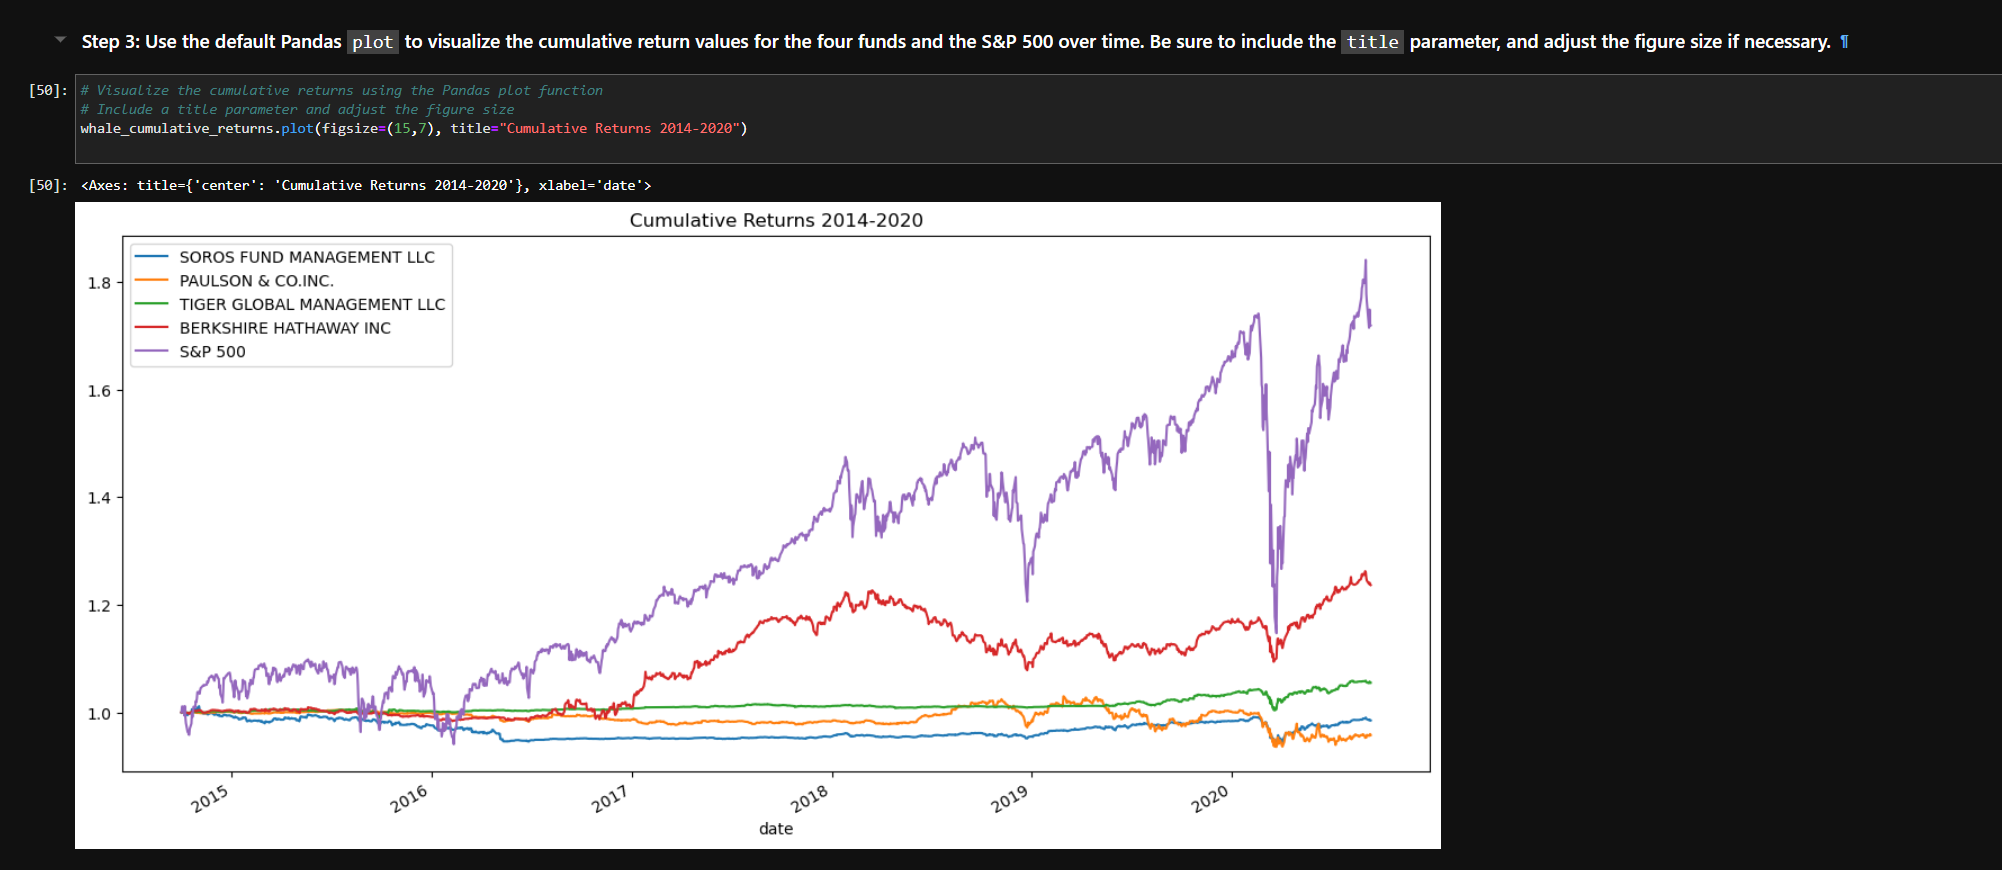 Step 3: Use the default Pandas plot to visualize the cumulative return values for the four funds and the S&P 500 over time. Be sure to include the title parameter, and adjust the figure size if necessary. ¶
[50]: # Visualize the cumulative returns using the Pandas plot function
# Include a title parameter and adjust the figure size
whale_cumulative_returns.plot(figsize=(15,7), title="Cumulative Returns 2014-2020")
[50]: <Axes: title={'center': 'Cumulative Returns 2014-2020'}, xlabel='date'>
Cumulative Returns 2014-2020
SOROS FUND MANAGEMENT LLC
PAULSON & CO.INC.
TIGER GLOBAL MANAGEMENT LLC
BERKSHIRE HATHAWAY INC
S&P 500
1.8
1.6
1.4
1.2
1.0
2015 2016 2017 2018 2019 2020
date